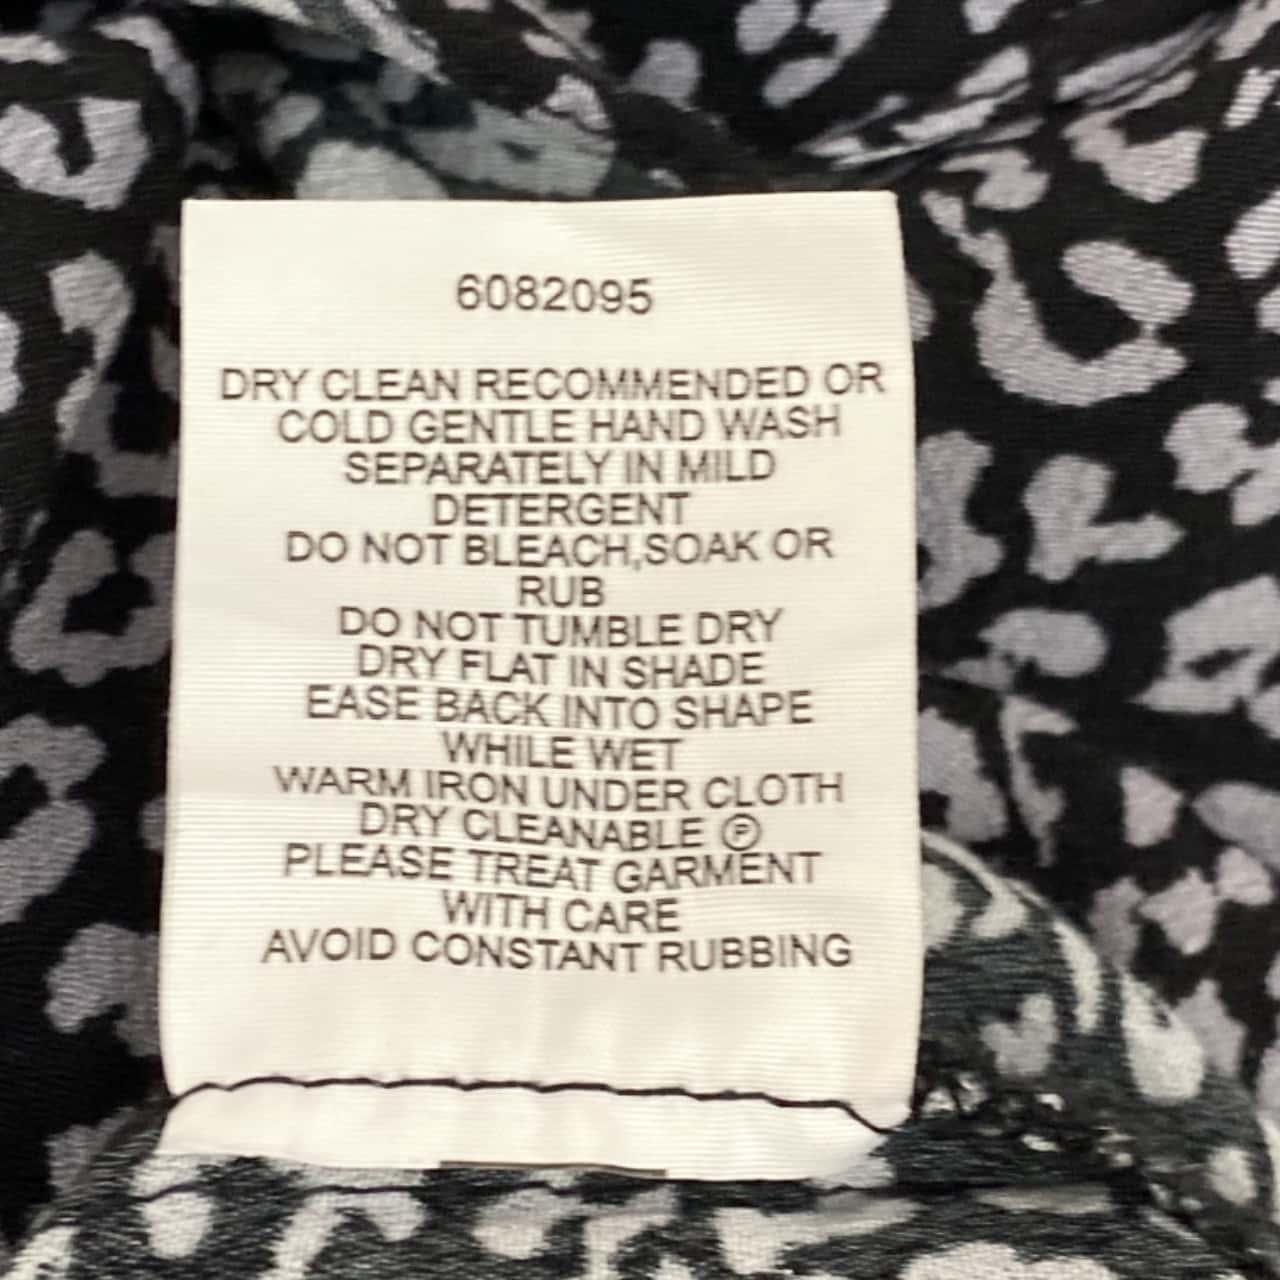 6082095
DRY CLEAN RECOMMENDED OR
COLD GENTLE HAND WASH
SEPARATELY IN MILD
DETERGENT
DO NOT BLEACH,SOAK OR
RUB
DO NOT TUMBLE DRY
DRY FLAT IN SHADE
EASE BACK INTO SHAPE
WHILE WET
WARM IRON UNDER CLOTH
DRY CLEANABLE Ⓟ
PLEASE TREAT GARMENT
WITH CARE
AVOID CONSTANT RUBBING